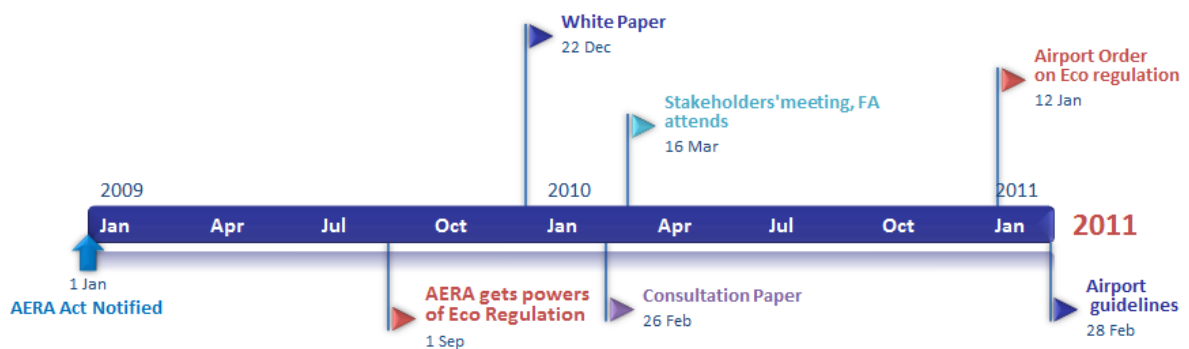 White Paper
22 Dec
Airport Order
on Eco regulation
12 Jan
Stakeholders'meeting, FA
attends
16 Mar
2009
2010
2011
Jan Apr Jul Oct Jan Apr Jul Oct Jan
2011
1 Jan
AERA Act Notified
AERA gets powers
of Eco Regulation
1 Sep
Consultation Paper
26 Feb
Airport
guidelines
28 Feb